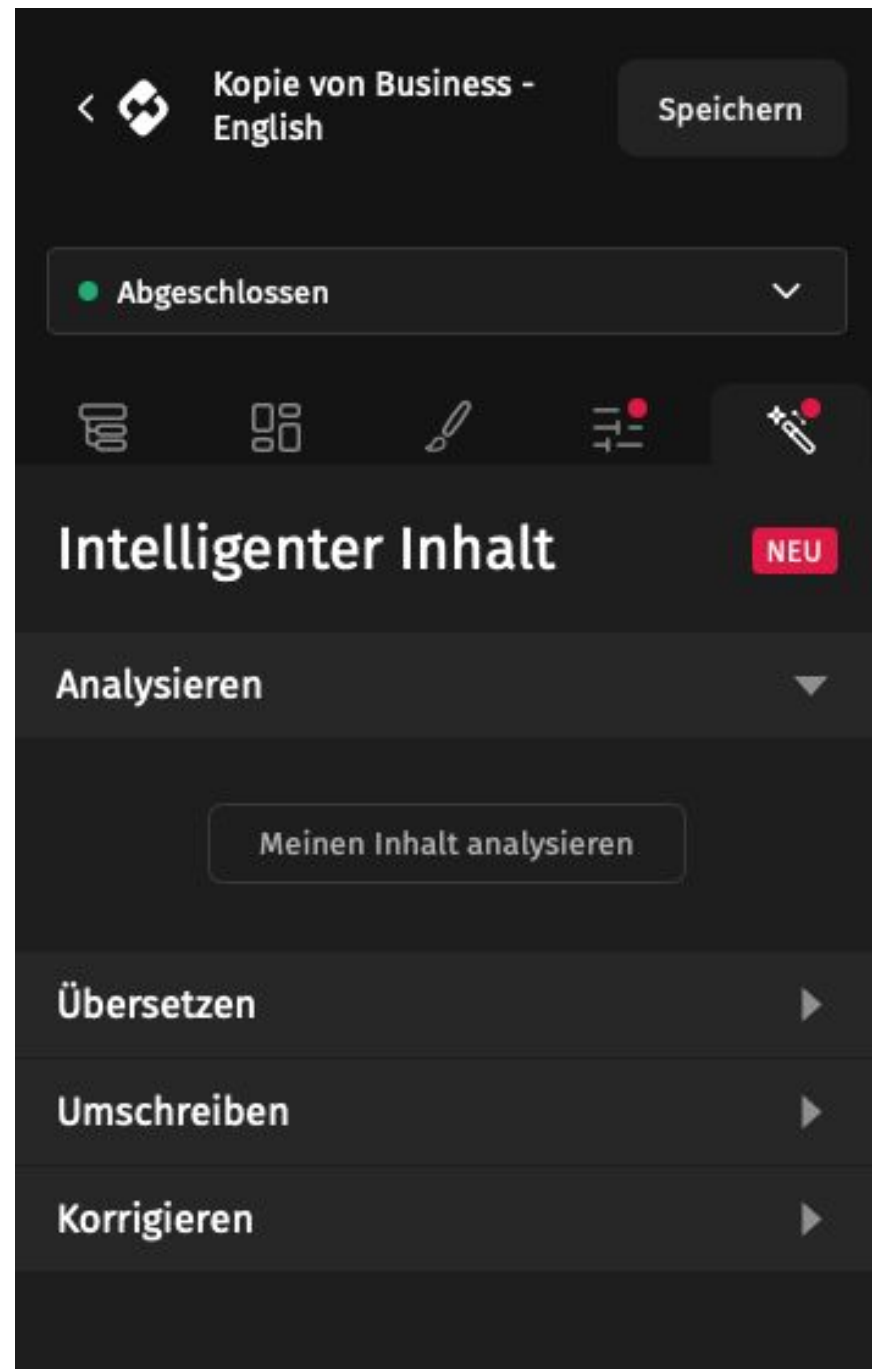 Kopie von Business -
English
Speichern
Abgeschlossen
Intelligenter Inhalt
NEU
Analysieren
Meinen Inhalt analysieren
Übersetzen
Umschreiben
Korrigieren